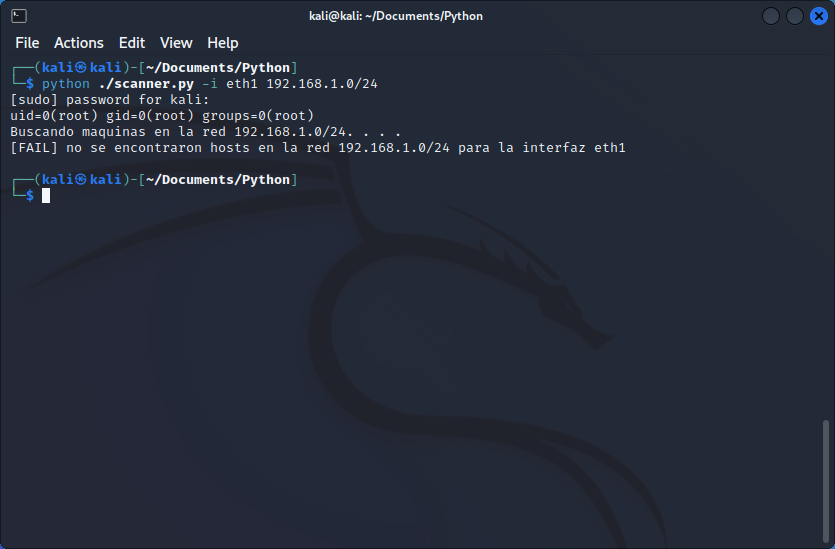 kali@kali: ~/Documents/Python
File Actions Edit View Help
┌──(kali㉿kali)-[~/Documents/Python]
└─$ python ./scanner.py -i eth1 192.168.1.0/24
[sudo] password for kali:
uid=0(root) gid=0(root) groups=0(root)
Buscando maquinas en la red 192.168.1.0/24. . . .
[FAIL] no se encontraron hosts en la red 192.168.1.0/24 para la interfaz eth1
┌──(kali㉿kali)-[~/Documents/Python]
└─$